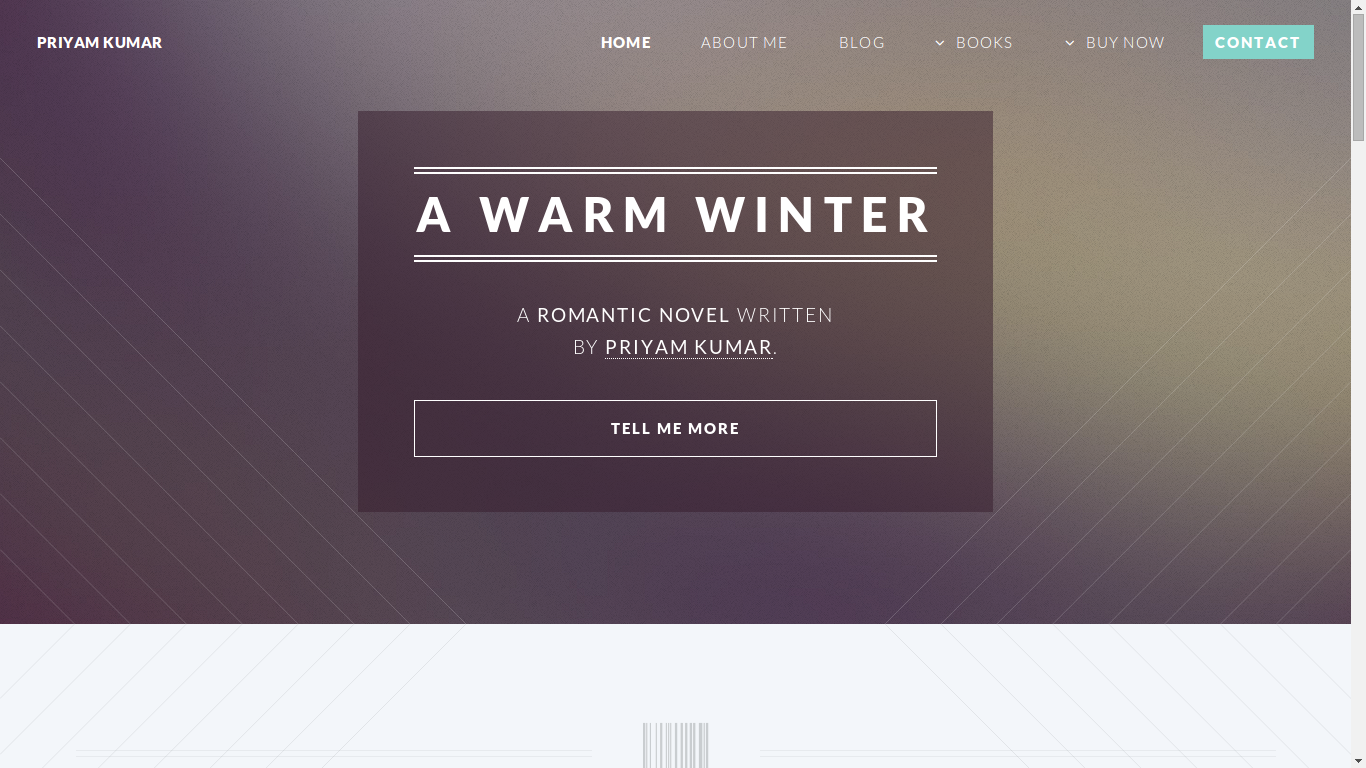 PRIYAM KUMAR
HOME ABOUT ME BLOG BOOKS BUY NOW CONTACT
A WARM WINTER
A ROMANTIC NOVEL WRITTEN
BY PRIYAM KUMAR.
TELL ME MORE